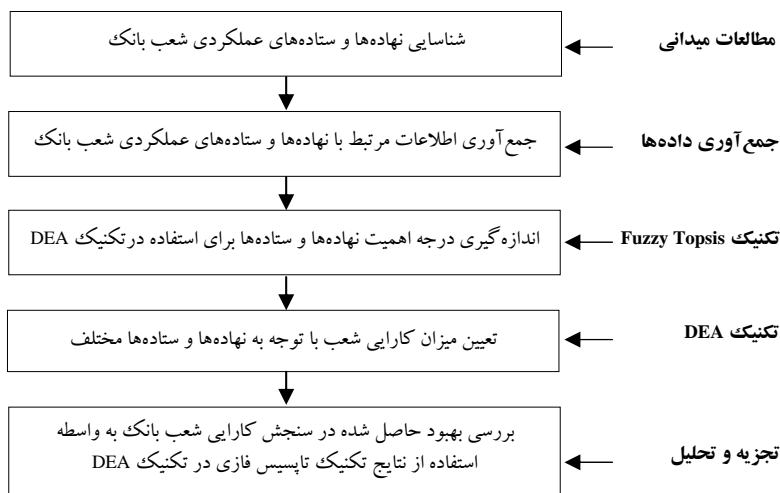 مطالعات میدانی
شناسایی نهاده‌ها و ستاده‌های عملکردی شعب بانک
جمع‌آوری داده‌ها
جمع‌آوری اطلاعات مرتبط با نهاده‌ها و ستاده‌های عملکردی شعب بانک
تکنیک Fuzzy Topsis
اندازه‌گیری درجه اهمیت نهاده‌ها و ستاده‌ها برای استفاده درتکنیک DEA
تکنیک DEA
تعیین میزان کارایی شعب با توجه به نهاده‌ها و ستاده‌ها مختلف
تجزیه و تحلیل
بررسی بهبود حاصل شده در سنجش کارایی شعب بانک به واسطه
استفاده از نتایج تکنیک تاپسیس فازی در تکنیک DEA